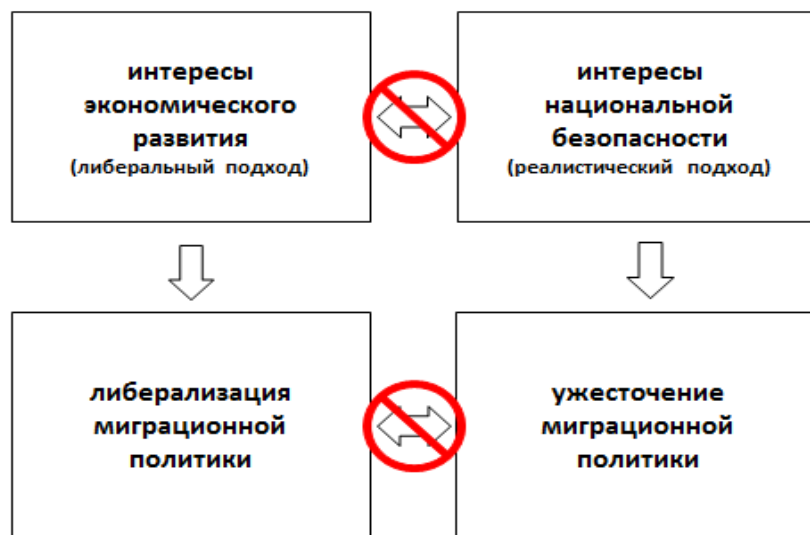 интересы
экономического
развития
(либеральный подход)
интересы
национальной
безопасности
(реалистический подход)
либерализация
миграционной
политики
ужесточение
миграционной
политики